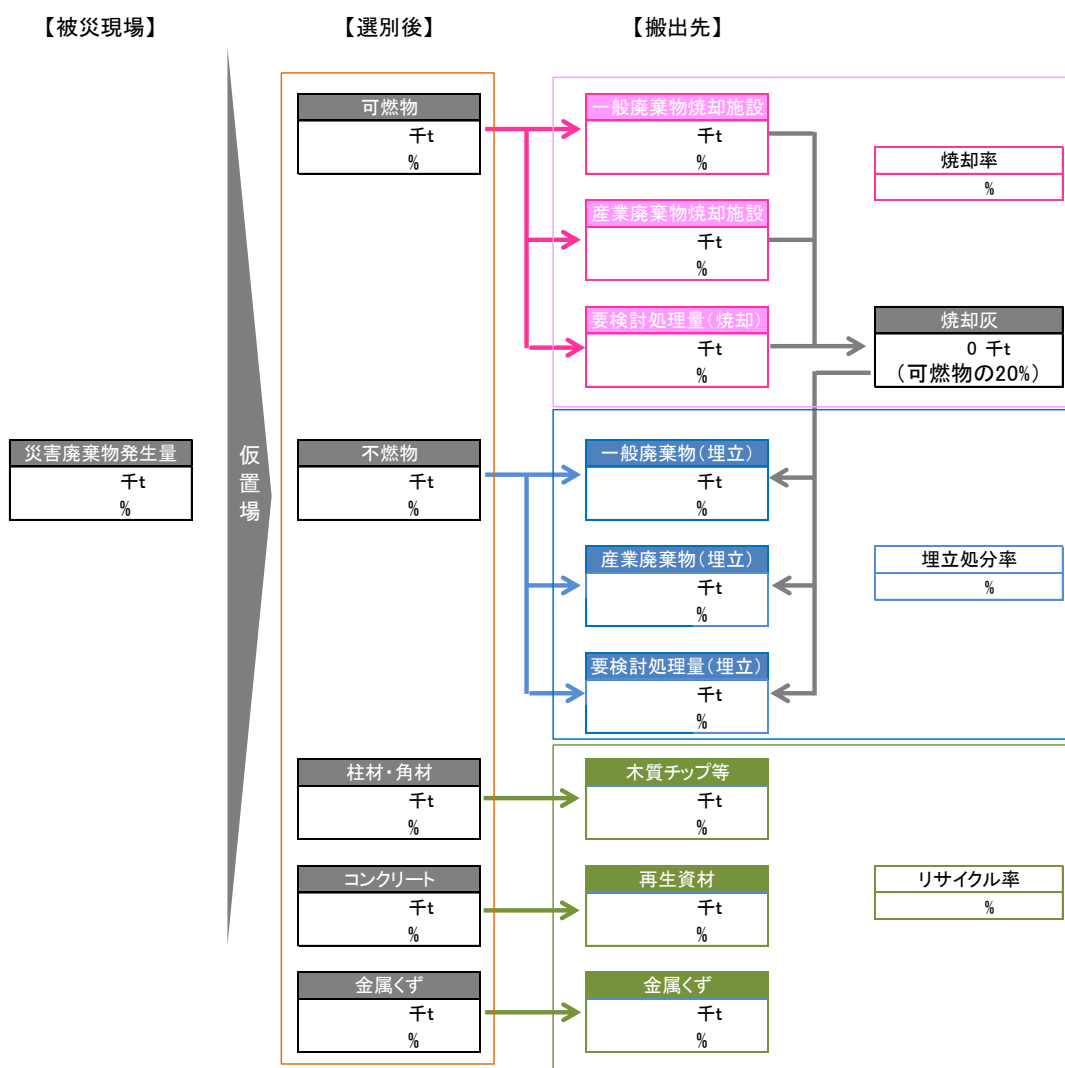 【被災現場】
【選別後】
【搬出先】
災害廃棄物発生量
千t
%
仮置場
可燃物
千t
%
不燃物
千t
%
柱材・角材
千t
%
コンクリート
千t
%
金属くず
千t
%
一般廃棄物焼却施設
千t
%
産業廃棄物焼却施設
千t
%
要検討処理量(焼却)
千t
%
一般廃棄物(埋立)
千t
%
産業廃棄物(埋立)
千t
%
要検討処理量(埋立)
千t
%
木質チップ等
千t
%
再生資材
千t
%
金属くず
千t
%
焼却率
%
焼却灰
0 千t
(可燃物の20%)
埋立処分率
%
リサイクル率
%